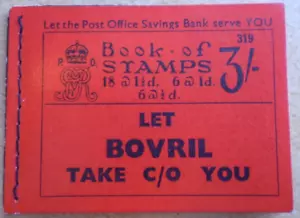 Let the Post Office Savings Bank serve YOU
319
P O
Book of
STAMPS 3/-
18 @ 1½d. 6 @ 1d.
6 @ ½d.
LET
BOVRIL
TAKE C/O YOU